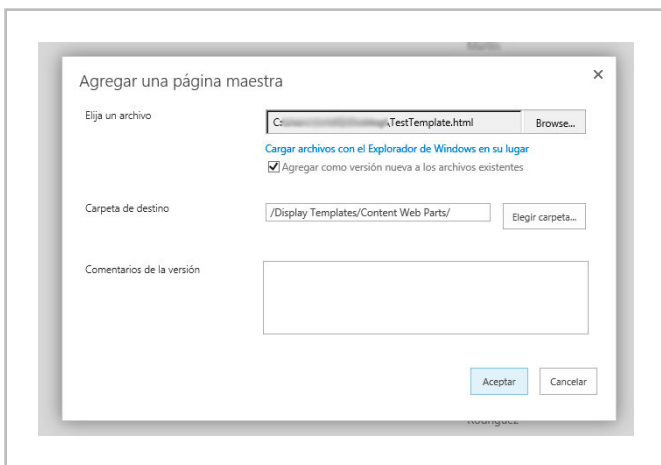 Agregar una página maestra
Elija un archivo
C: \TestTemplate.html Browse...
Cargar archivos con el Explorador de Windows en su lugar
Agregar como versión nueva a los archivos existentes
Carpeta de destino /Display Templates/Content Web Parts/ Elegir carpeta...
Comentarios de la versión
Aceptar Cancelar